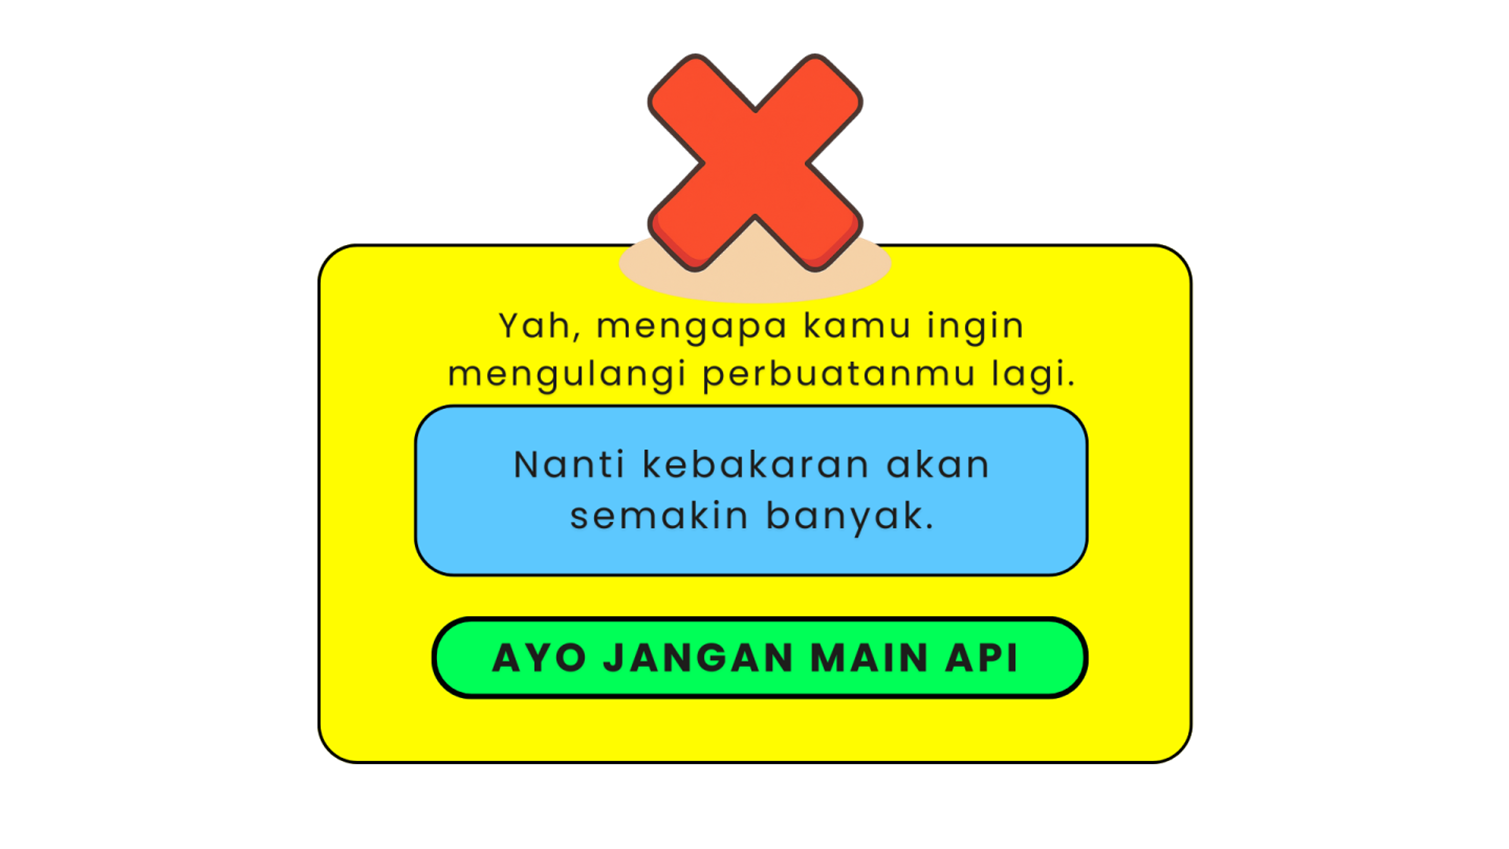 Yah, mengapa kamu ingin
mengulangi perbuatanmu lagi.
Nanti kebakaran akan
semakin banyak.
AYO JANGAN MAIN API